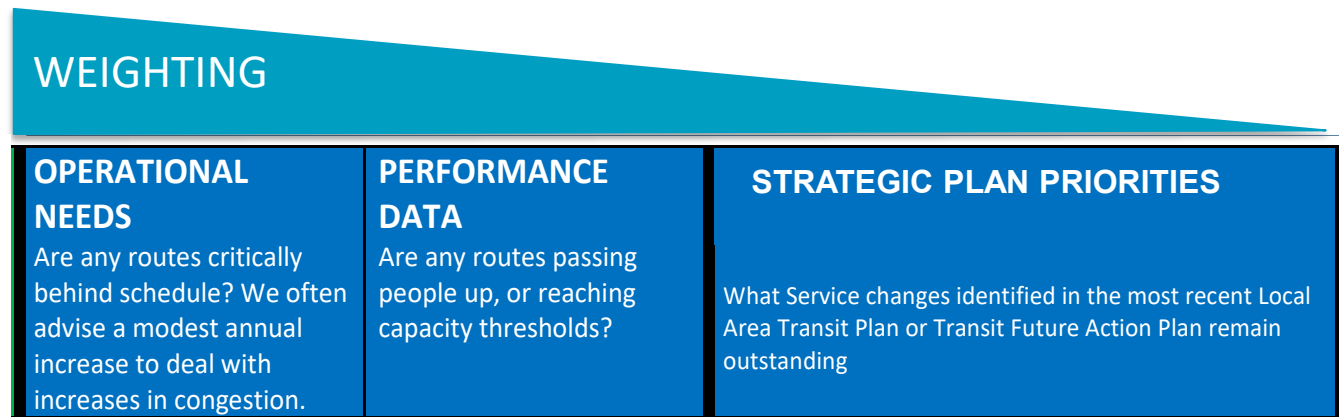 WEIGHTING
OPERATIONAL
NEEDS
Are any routes critically
behind schedule? We often
advise a modest annual
increase to deal with
increases in congestion.
PERFORMANCE
DATA
Are any routes passing
people up, or reaching
capacity thresholds?
STRATEGIC PLAN PRIORITIES
What Service changes identified in the most recent Local
Area Transit Plan or Transit Future Action Plan remain
outstanding